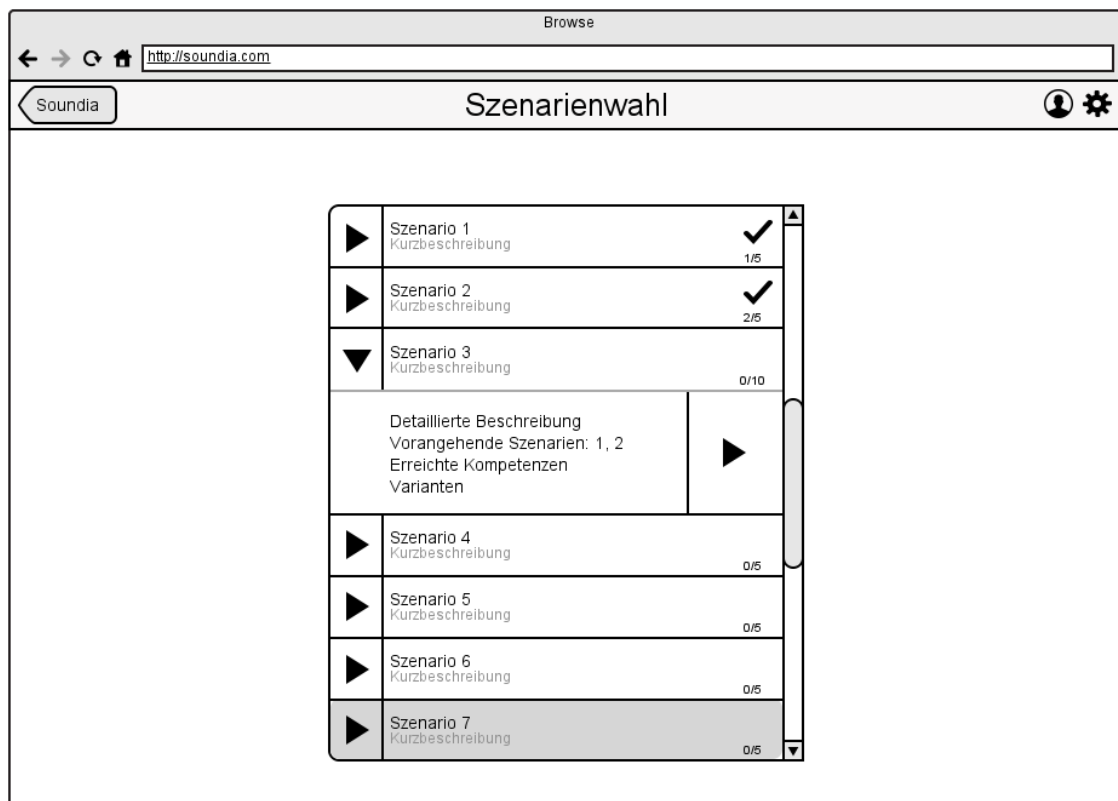 Browse
http://soundia.com
Soundia
Szenarienwahl
Szenario 1
Kurzbeschreibung
1/5
Szenario 2
Kurzbeschreibung
2/5
Szenario 3
Kurzbeschreibung
0/10
Detaillierte Beschreibung
Vorangehende Szenarien: 1, 2
Erreichte Kompetenzen
Varianten
Szenario 4
Kurzbeschreibung
0/5
Szenario 5
Kurzbeschreibung
0/5
Szenario 6
Kurzbeschreibung
0/5
Szenario 7
Kurzbeschreibung
0/5